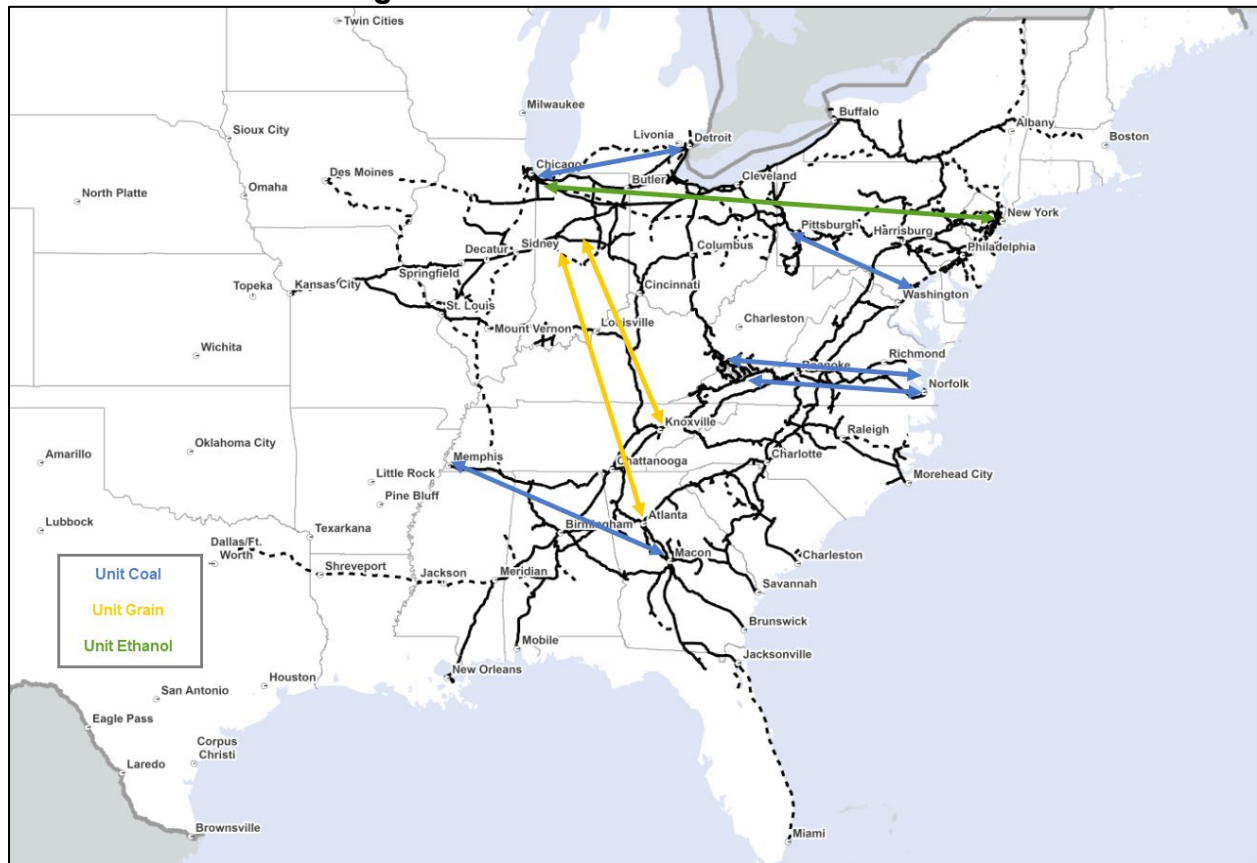 Twin Cities
Milwaukee
Buffalo
Albany
Boston
Sioux City
Livonia
Detroit
Chicago
Des Moines
Butler
Cleveland
North Platte
Omaha
New York
Pittsburgh
Harrisburg
Philadelphia
Sidney
Columbus
Decatur
Springfield
Cincinnati
Topeka
Kansas City
Washington
St. Louis
Charleston
Mount Vernon
Louisville
Wichita
Richmond
Roanoke
Norfolk
Knoxville
Raleigh
Oklahoma City
Amarillo
Memphis
Chattanooga
Charlotte
Little Rock
Morehead City
Pine Bluff
Lubbock
Texarkana
Atlanta
Birmingham
Dallas/Ft.
Worth
Macon
Charleston
Shreveport
Jackson
Meridian
Savannah
Unit Coal
Unit Grain
Unit Ethanol
Brunswick
Mobile
Jacksonville
New Orleans
Houston
San Antonio
Eagle Pass
Corpus
Christi
Laredo
Brownsville
Miami